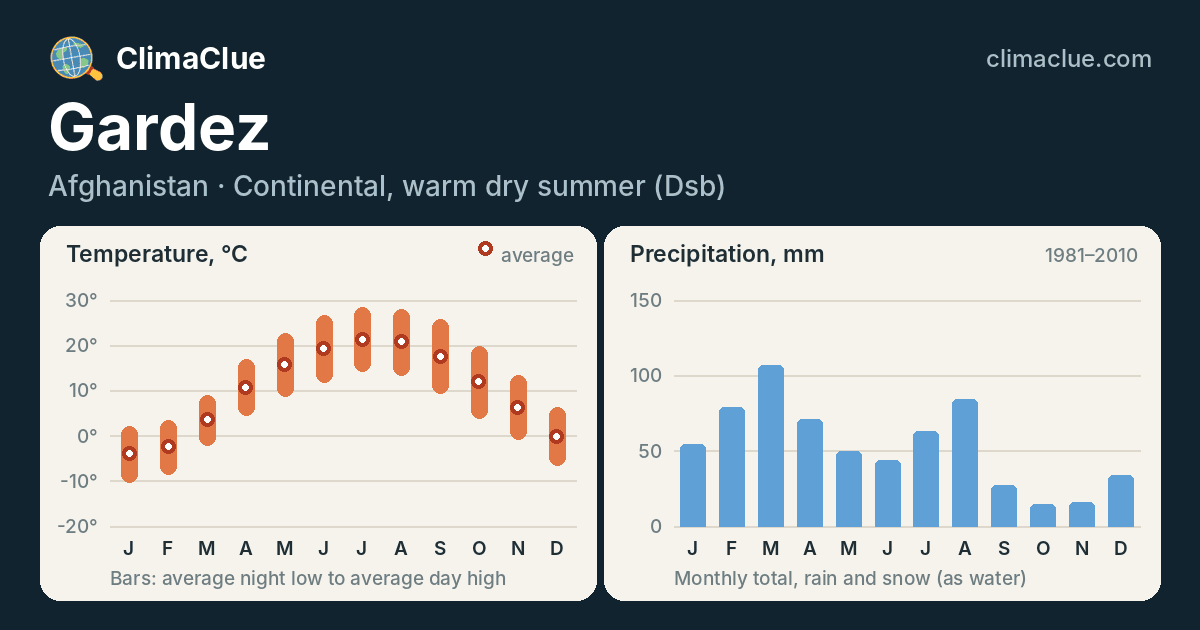 ClimaClue
climaclue.com
Gardez
Afghanistan · Continental, warm dry summer (Dsb)
Temperature, °C
average
30°
20°
10°
0°
-10°
-20°
J F M A M J J A S O N D
Bars: average night low to average day high
Precipitation, mm
1981–2010
150
100
50
0
J F M A M J J A S O N D
Monthly total, rain and snow (as water)